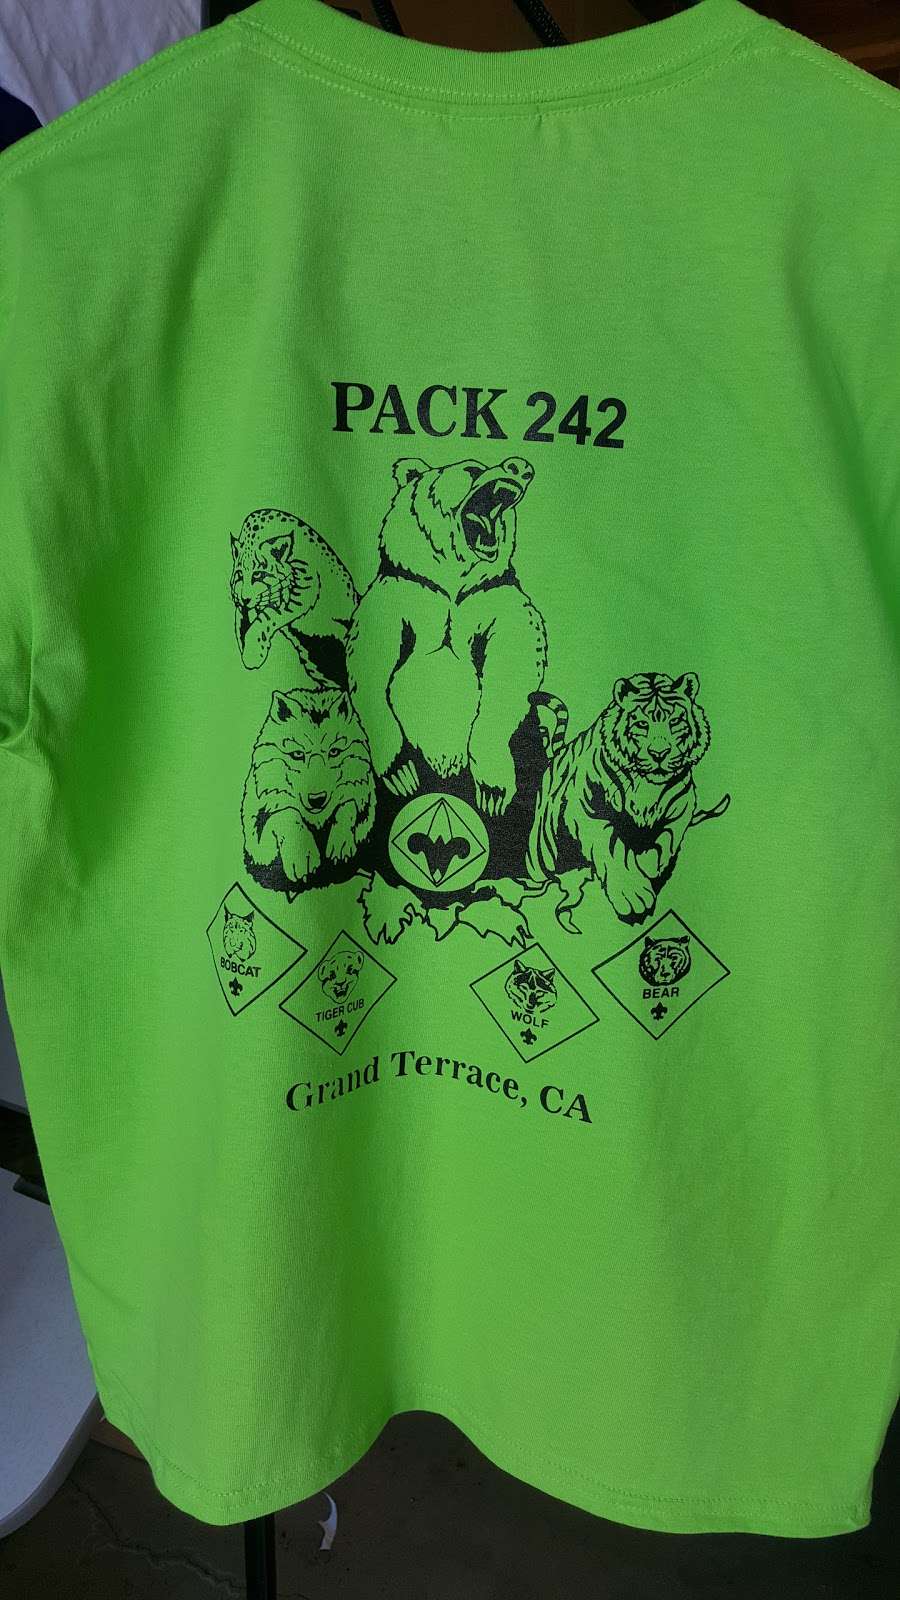 PACK 242
BOBCAT
TIGER CUB
WOLF
BEAR
Grand Terrace, CA